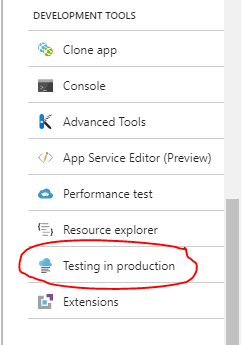 DEVELOPMENT TOOLS
Clone app
Console
Advanced Tools
App Service Editor (Preview)
Performance test
Resource explorer
Testing in production
Extensions